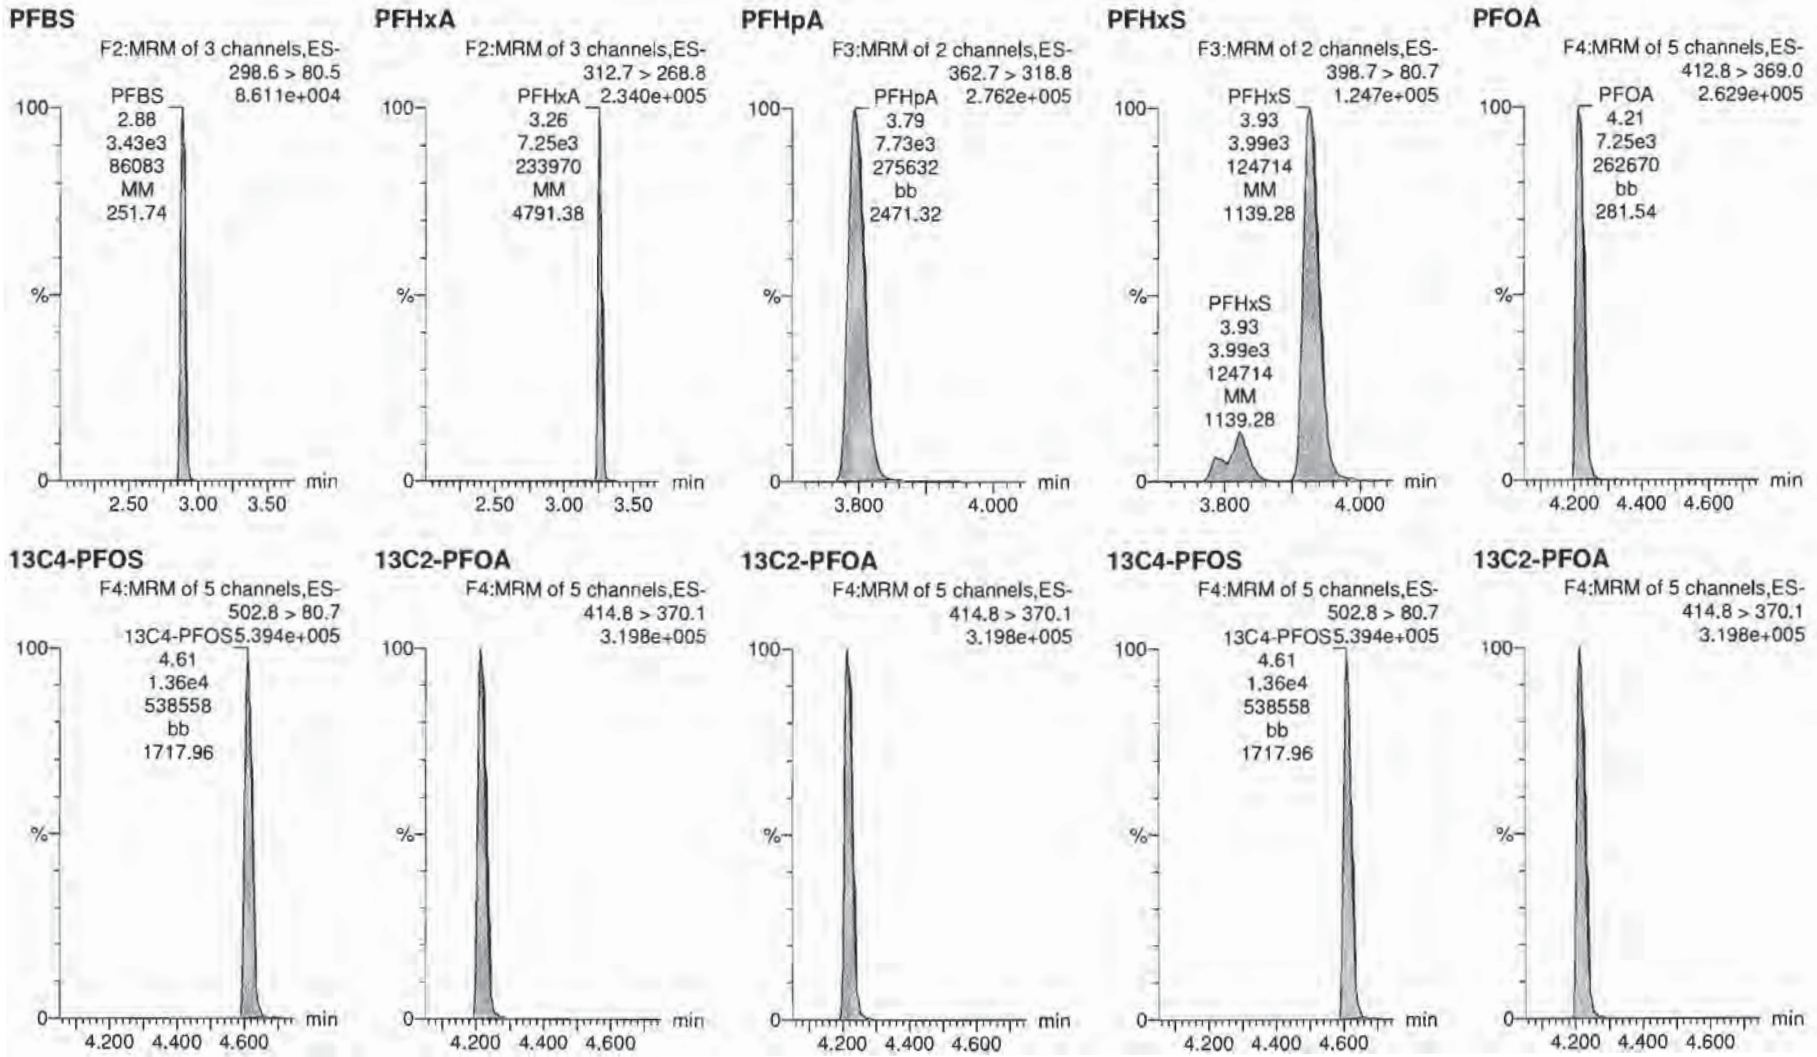 PFBS
F2:MRM of 3 channels,ES-
298.6 > 80.5
8.611e+004
PFBS
2.88
3.43e3
86083
MM
251.74
100
%
0
2.50 3.00 3.50
min
PFHxA
F2:MRM of 3 channels,ES-
312.7 > 268.8
PFHxA 2.340e+005
3.26
7.25e3
233970
MM
4791.38
100
%
0
2.50 3.00 3.50
min
PFHpA
F3:MRM of 2 channels,ES-
362.7 > 318.8
PFHpA 2.762e+005
3.79
7.73e3
275632
bb
2471.32
100
%
0
3.800 4.000
min
PFHxS
F3:MRM of 2 channels,ES-
398.7 > 80.7
PFHxS 1.247e+005
3.93
3.99e3
124714
MM
1139.28
PFHxS
3.93
3.99e3
124714
MM
1139.28
100
%
0
3.800 4.000
min
PFOA
F4:MRM of 5 channels,ES-
412.8 > 369.0
PFOA 2.629e+005
4.21
7.25e3
262670
bb
281.54
100
%
0
4.200 4.400 4.600
min
13C4-PFOS
F4:MRM of 5 channels,ES-
502.8 > 80.7
13C4-PFOS5.394e+005
4.61
1.36e4
538558
bb
1717.96
100
%
0
4.200 4.400 4.600
min
13C2-PFOA
F4:MRM of 5 channels,ES-
414.8 > 370.1
3.198e+005
100
%
0
4.200 4.400 4.600
min
13C2-PFOA
F4:MRM of 5 channels,ES-
414.8 > 370.1
3.198e+005
100
%
0
4.200 4.400 4.600
min
13C4-PFOS
F4:MRM of 5 channels,ES-
502.8 > 80.7
13C4-PFOS5.394e+005
4.61
1.36e4
538558
bb
1717.96
100
%
0
4.200 4.400 4.600
min
13C2-PFOA
F4:MRM of 5 channels,ES-
414.8 > 370.1
3.198e+005
100
%
0
4.200 4.400 4.600
min